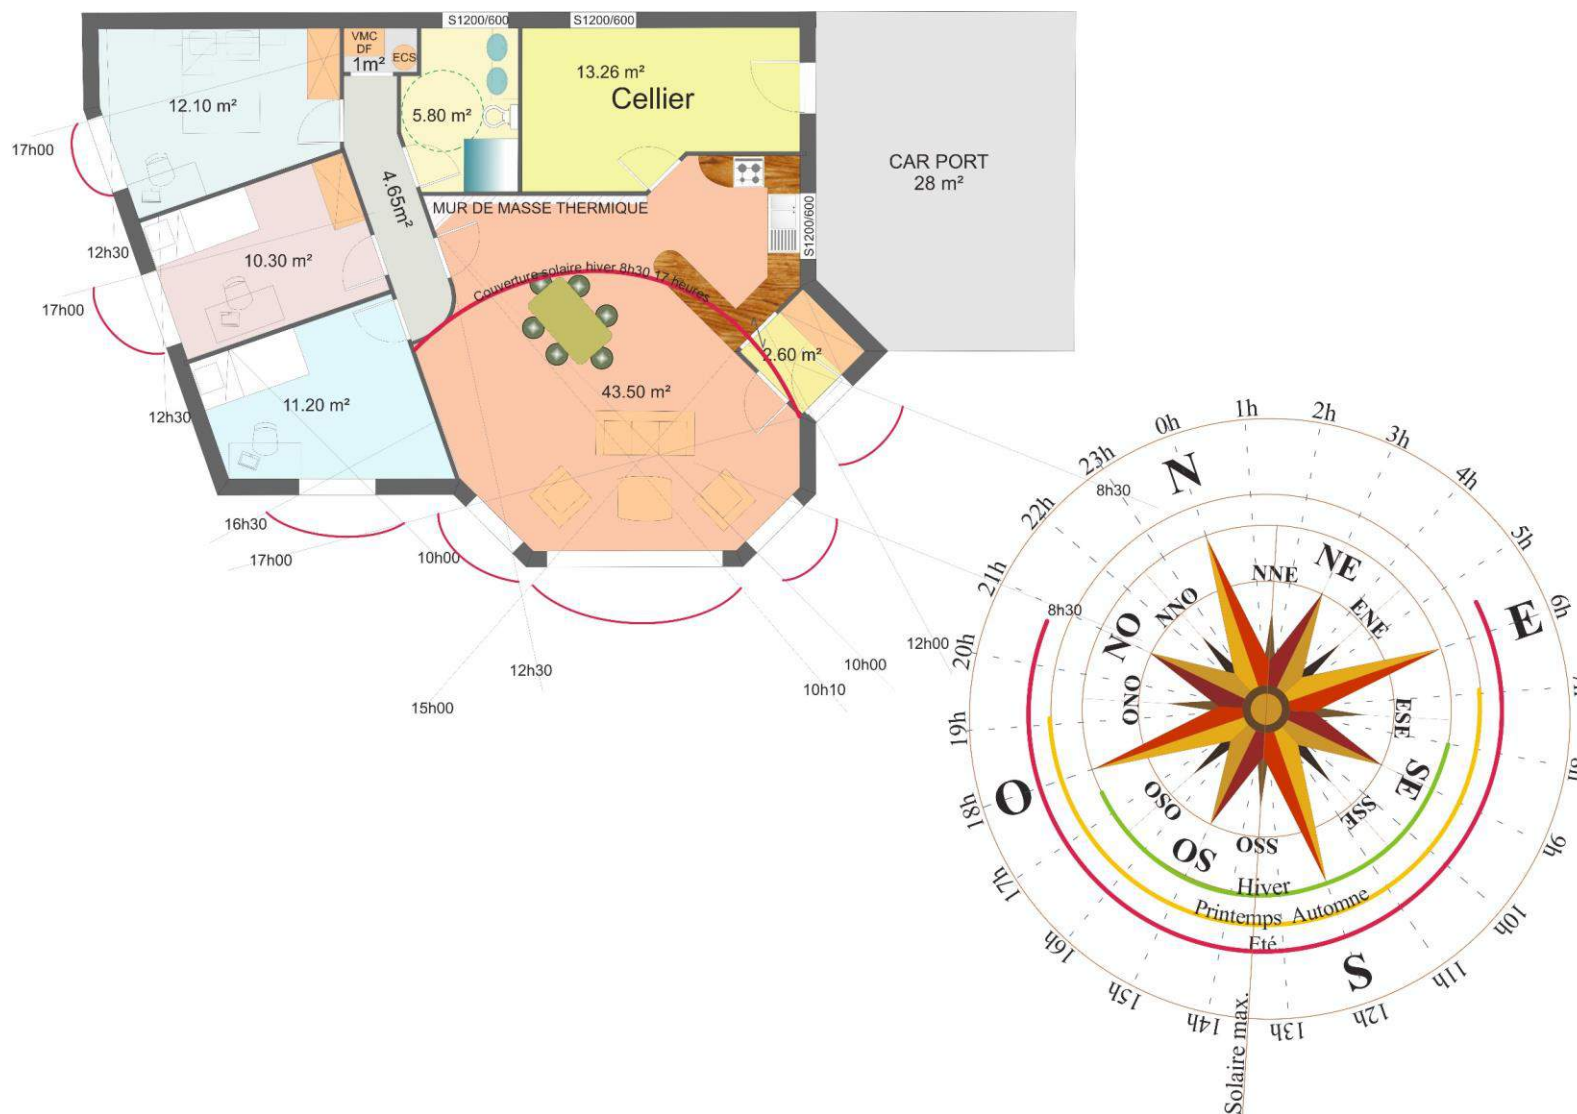 S1200/600
S1200/600
VMC
DF
ECS
1m²
12.10 m²
5.80 m²
13.26 m²
Cellier
CAR PORT
28 m²
17h00
4.65m²
MUR DE MASSE THERMIQUE
S1200/600
12h30
10.30 m²
Couverture solaire hiver 8h30 17 heures
17h00
2.60 m²
43.50 m²
11.20 m²
12h30
16h30
17h00
10h00
12h30
15h00
10h10
10h00
12h00
8h30
8h30
0h
1h
2h
3h
4h
5h
6h
8h
9h
10h
11h
12h
13h
14h
15h
16h
17h
18h
19h
20h
21h
22h
23h
N
NNE
NE
ENE
E
ESE
SE
SSE
S
OSS
SO
OSO
O
ONO
NO
NNO
Hiver
Printemps Automne
Eté
Solaire max.